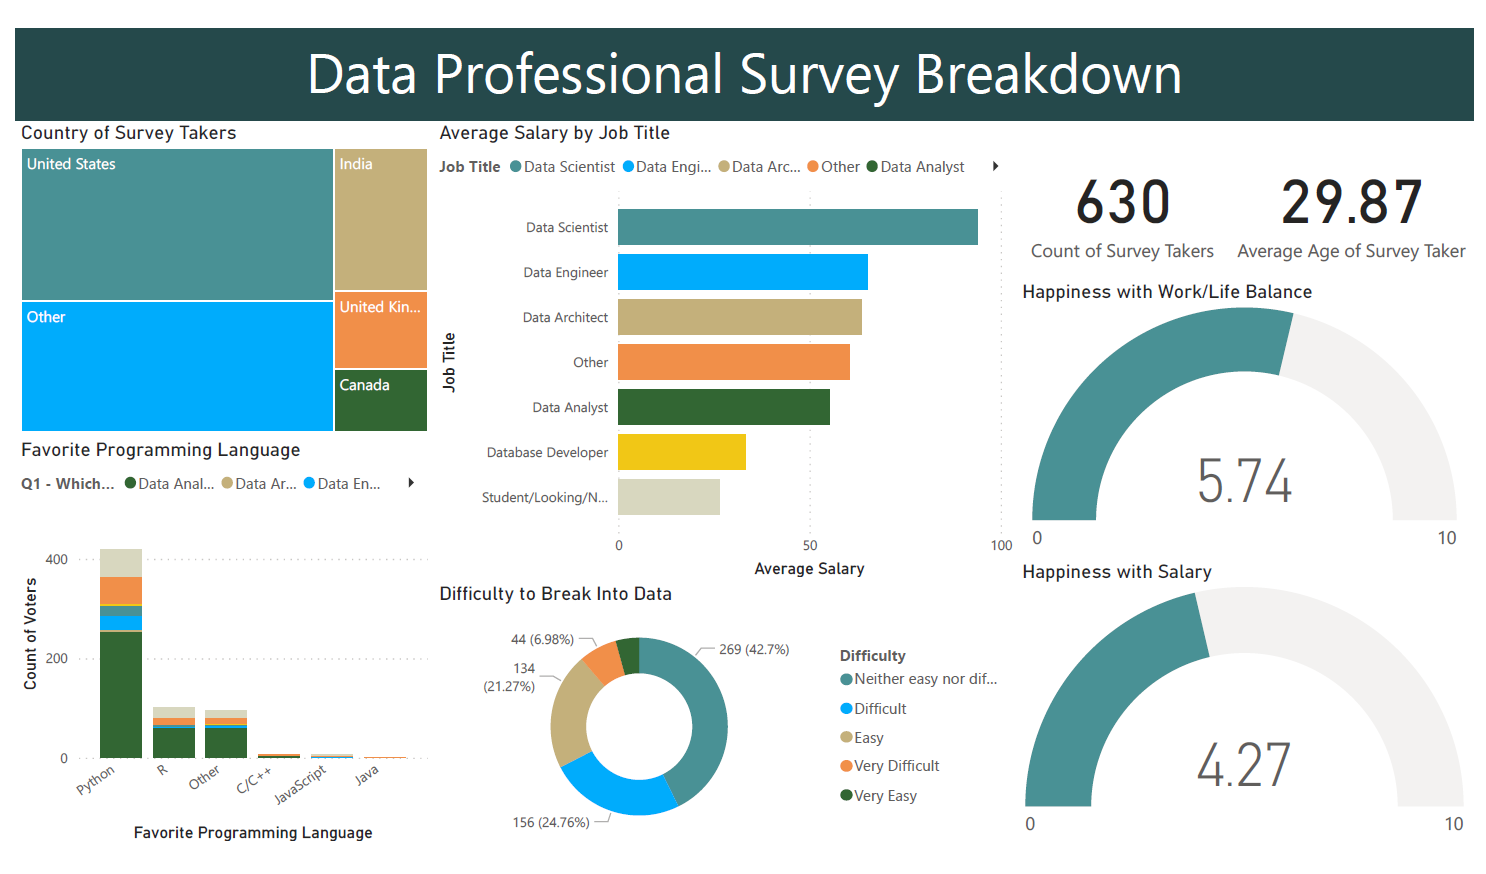 Data Professional Survey Breakdown
Country of Survey Takers
United States
India
Other
United Kin...
Canada
Favorite Programming Language
Q1 - Which... Data Anal... Data Ar... Data En...
Count of Voters
400
200
0
Python
R
Other
C/C++
JavaScript
Java
Favorite Programming Language
Average Salary by Job Title
Job Title Data Scientist Data Engi... Data Arc... Other Data Analyst
Job Title
Data Scientist
Data Engineer
Data Architect
Other
Data Analyst
Database Developer
Student/Looking/N...
0 50 100
Average Salary
Difficulty to Break Into Data
44 (6.98%)
134
(21.27%)
269 (42.7%)
156 (24.76%)
Difficulty
Neither easy nor dif...
Difficult
Easy
Very Difficult
Very Easy
630
Count of Survey Takers
29.87
Average Age of Survey Taker
Happiness with Work/Life Balance
5.74
0 10
Happiness with Salary
4.27
0 10